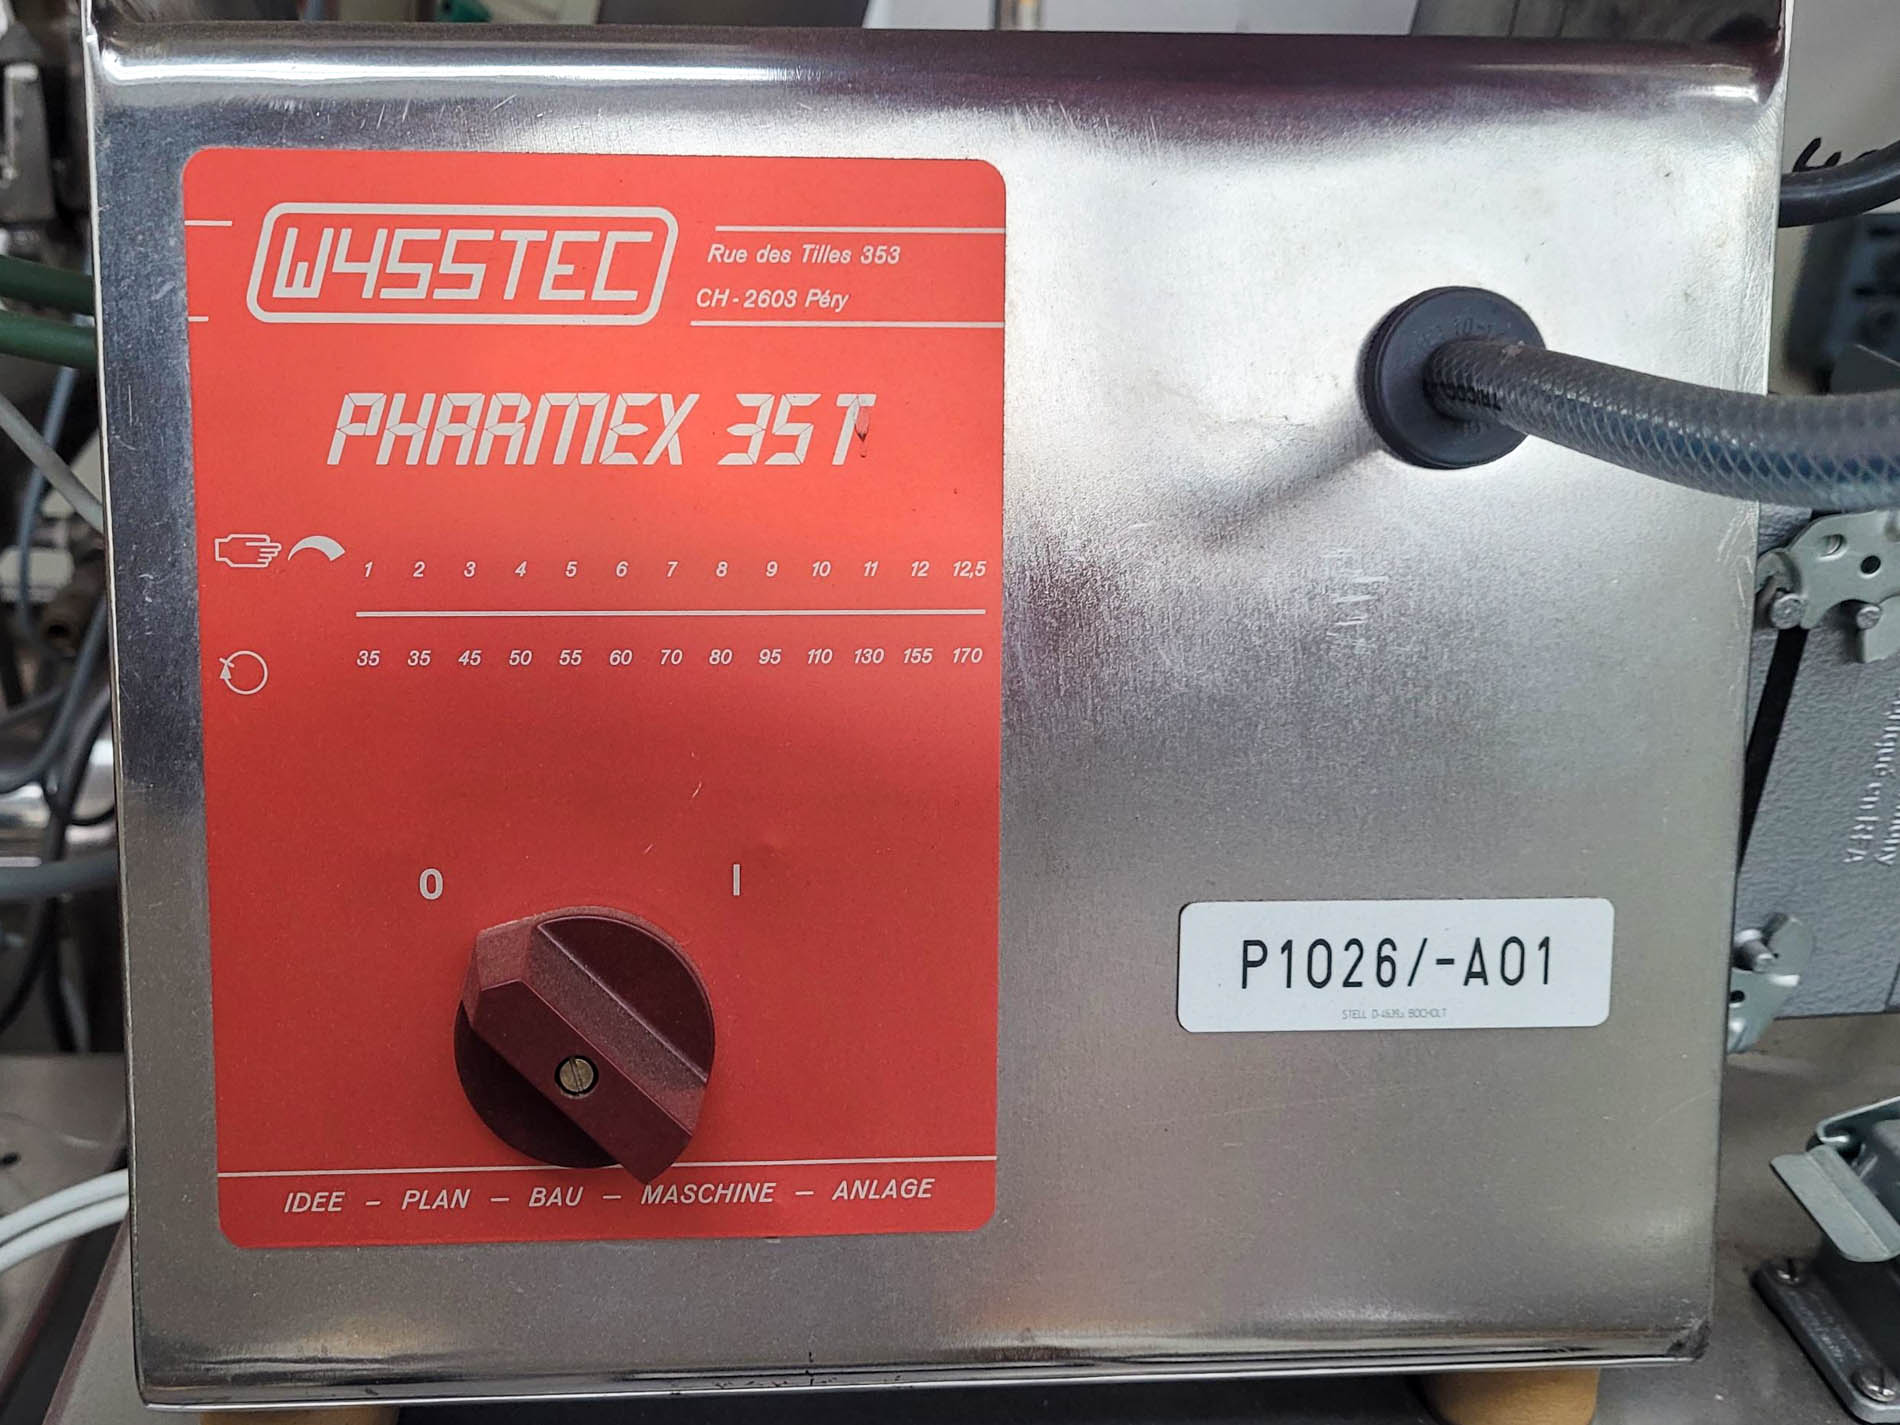 WYSSTEC
Rue des Tilles 353
CH - 2603 Péry
PHARMEX 35T
1 2 3 4 5 6 7 8 9 10 11 12 12,5
35 35 45 50 55 60 70 80 95 110 130 155 170
0 I
P1026/-A01
BOCHOLT
IDEE – PLAN – BAU – MASCHINE – ANLAGE